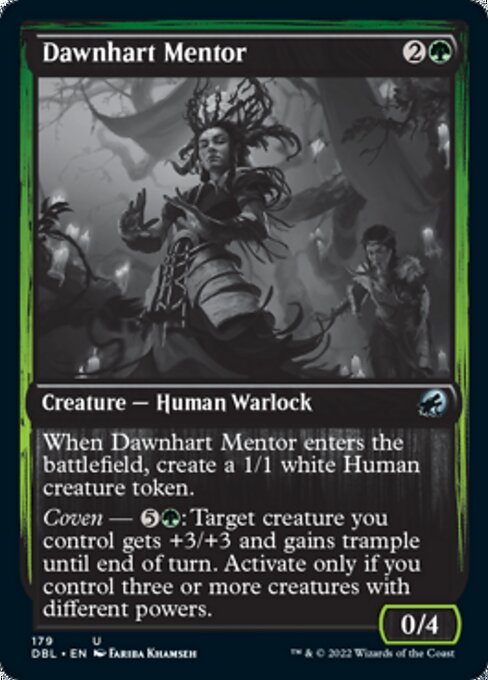 Dawnhart Mentor 2
Creature — Human Warlock
When Dawnhart Mentor enters the
battlefield, create a 1/1 white Human
creature token.
Coven — 5: Target creature you
control gets +3/+3 and gains trample
until end of turn. Activate only if you
control three or more creatures with
different powers.
0/4
179 U
DBL • EN Fariba Khamseh
™ & © 2022 Wizards of the Coast